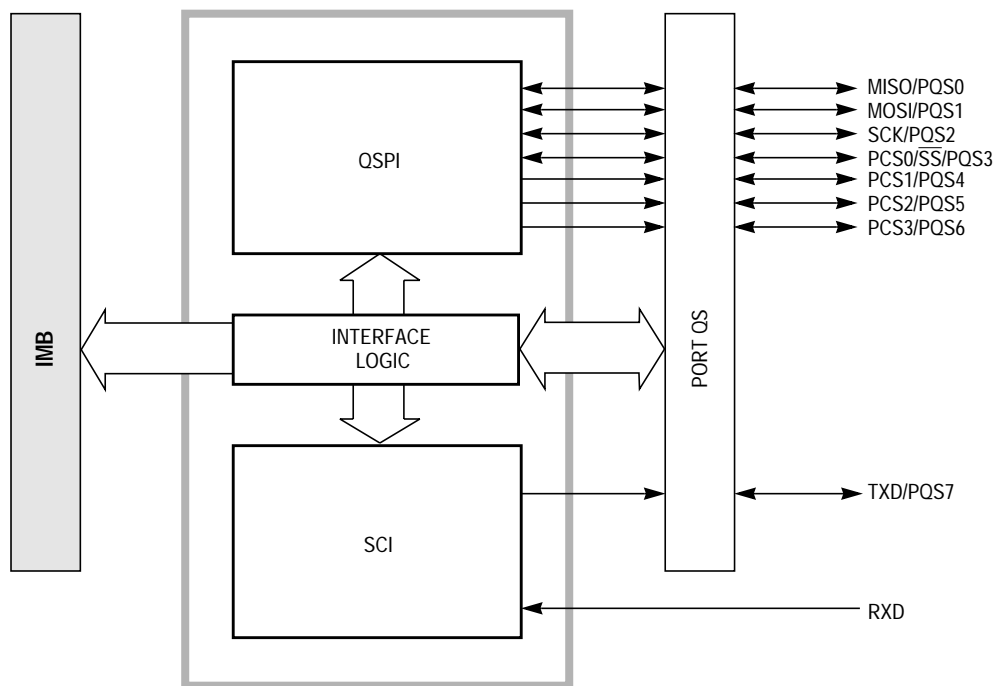 IMB
QSPI
INTERFACE
LOGIC
SCI
PORT QS
MISO/PQS0
MOSI/PQS1
SCK/PQS2
PCS0/S̅S̅/PQS3
PCS1/PQS4
PCS2/PQS5
PCS3/PQS6
TXD/PQS7
RXD